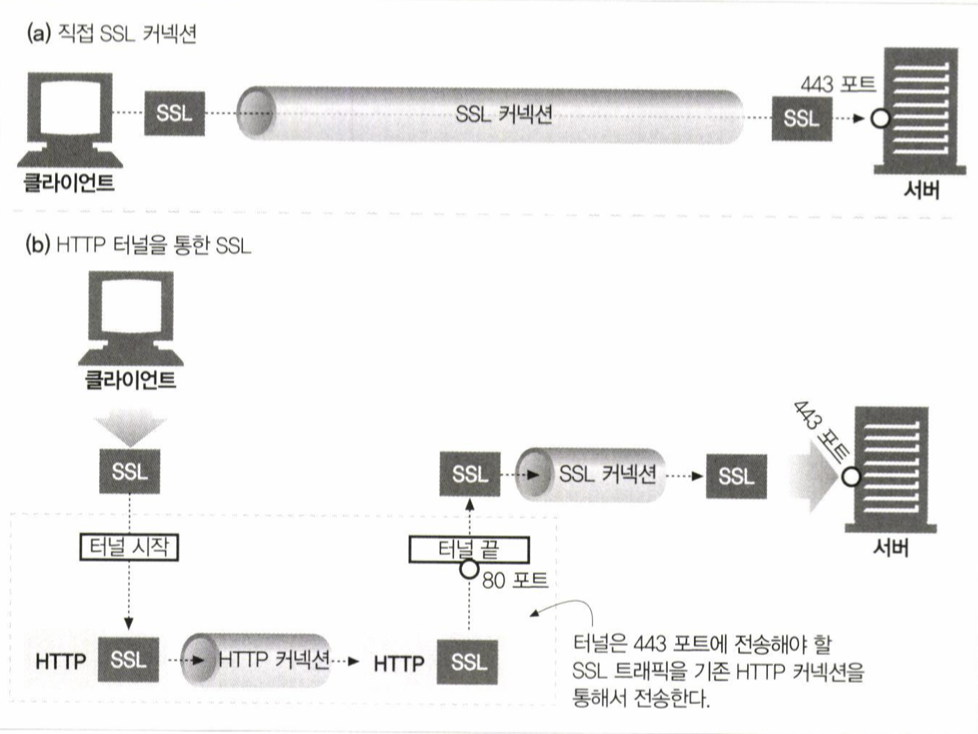 (a) 직접 SSL 커넥션
443 포트
SSL
SSL 커넥션
SSL
클라이언트
서버
(b) HTTP 터널을 통한 SSL
클라이언트
443 포트
SSL
SSL
SSL 커넥션
SSL
터널 시작
터널 끝
서버
80 포트
HTTP
SSL
HTTP 커넥션
HTTP
SSL
터널은 443 포트에 전송해야 할
SSL 트래픽을 기존 HTTP 커넥션을
통해서 전송한다.